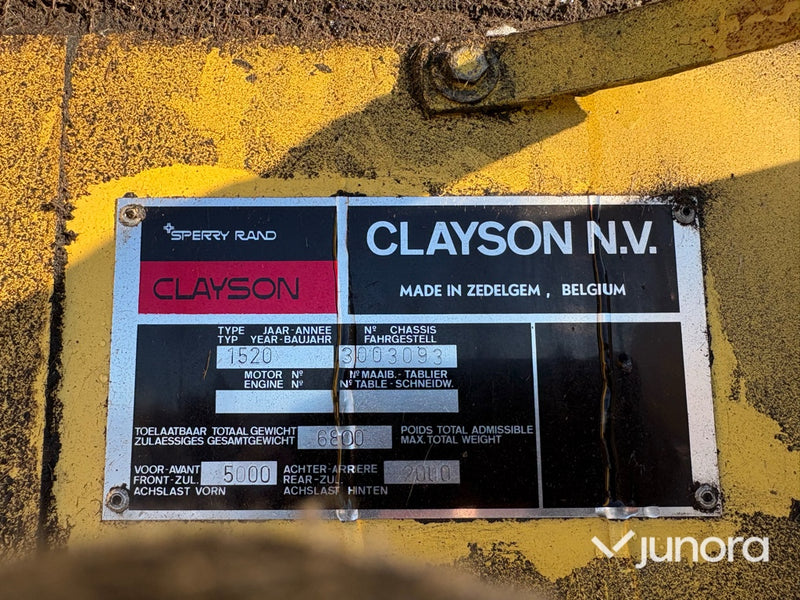 SPERRY RAND
CLAYSON
CLAYSON N.V.
MADE IN ZEDELGEM, BELGIUM
TYPE JAAR-ANNEE Nº CHASSIS
TYP YEAR-BAUJAHR FAHRGESTELL
1520 3003093
MOTOR Nº Nº MAAIB.-TABLIER
ENGINE Nº Nº TABLE-SCHNEIDW.
TOELAATBAAR TOTAAL GEWICHT
ZULAESSIGES GESAMTGEWICHT
6800
POIDS TOTAL ADMISSIBLE
MAX. TOTAL WEIGHT
VOOR-AVANT
FRONT-ZUL.
ACHSLAST VORN
5000
ACHTER-ARRIERE
REAR-ZUL.
ACHSLAST HINTEN
2000
junora